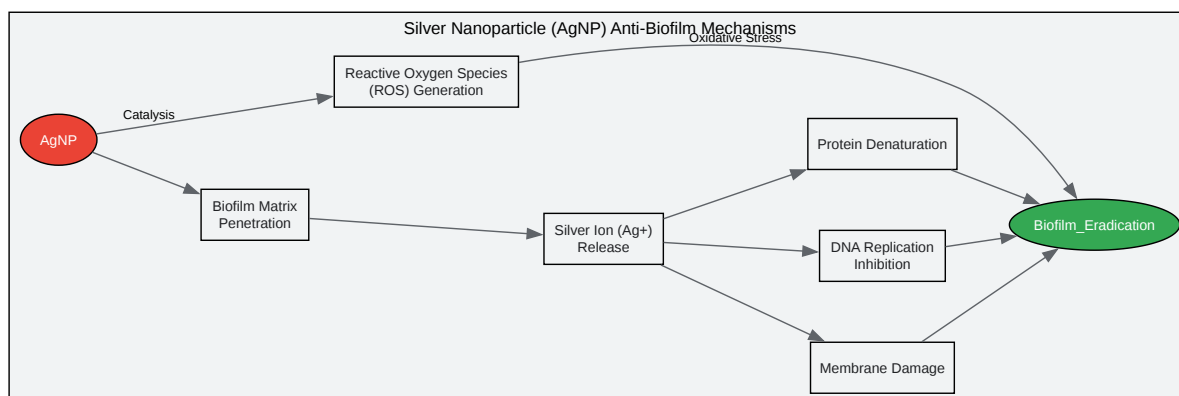 Silver Nanoparticle (AgNP) Anti-Biofilm Mechanisms
Oxidative Stress
Reactive Oxygen Species
(ROS) Generation
Catalysis
AgNP
Protein Denaturation
Biofilm Matrix
Penetration
Silver Ion (Ag+)
Release
Biofilm_Eradication
DNA Replication
Inhibition
Membrane Damage